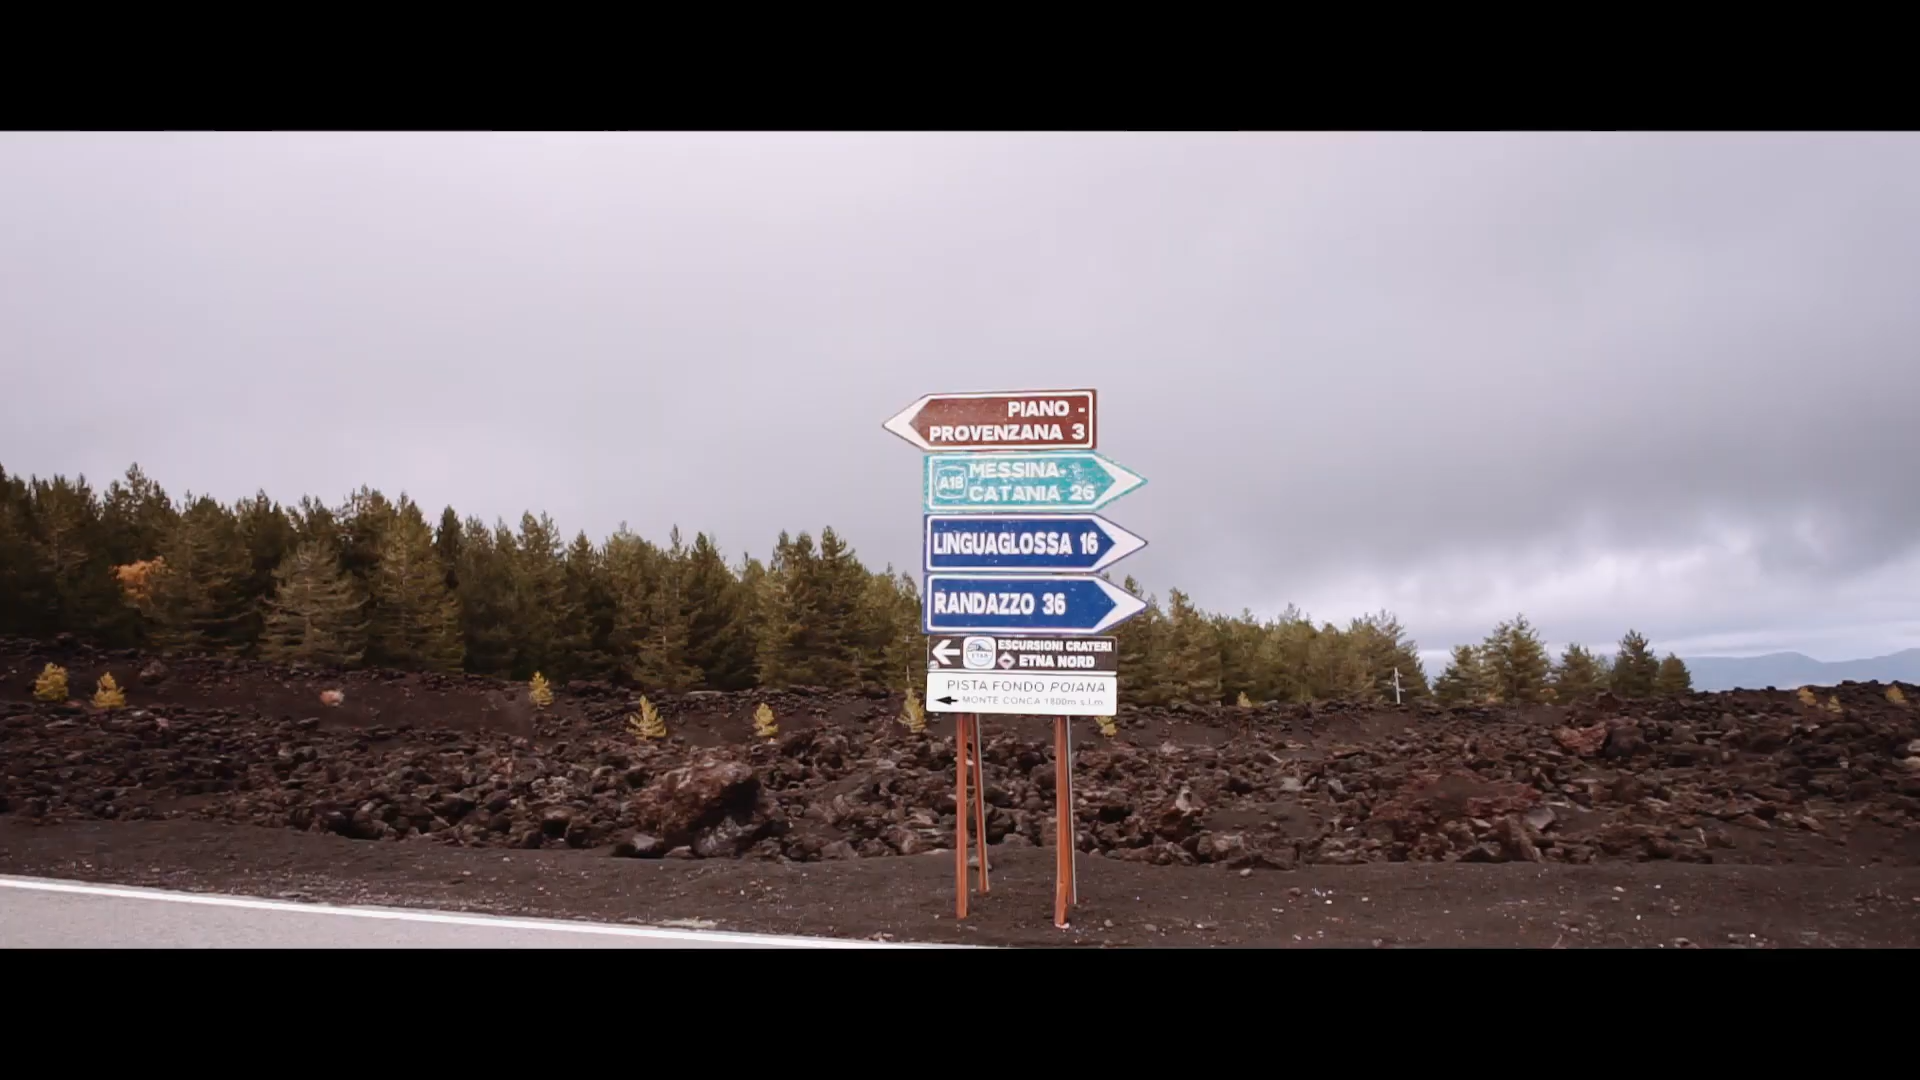 PIANO -
PROVENZANA 3
A18
MESSINA-
CATANIA 26
LINGUAGLOSSA 16
RANDAZZO 36
ESCURSIONI CRATERI
ETNA NORD
PISTA FONDO POIANA
MONTE CONCA 1800m s.l.m.